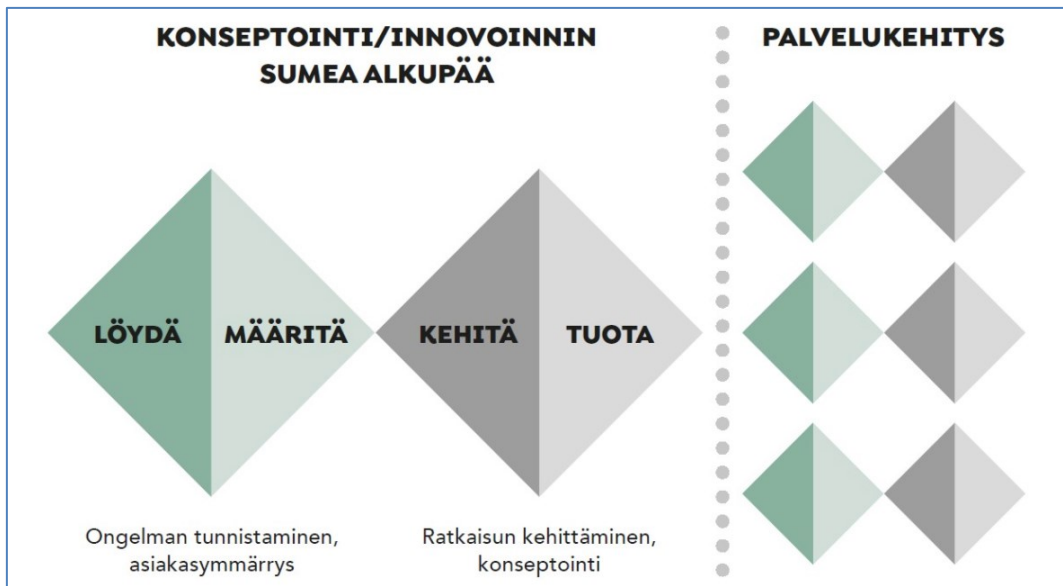 KONSEPTOINTI/INNOVOINNIN
SUMEA ALKUPÄÄ
PALVELUKEHITYS
LÖYDÄ
MÄÄRITÄ
KEHITÄ
TUOTA
Ongelman tunnistaminen,
asiakasymmärrys
Ratkaisun kehittäminen,
konseptointi